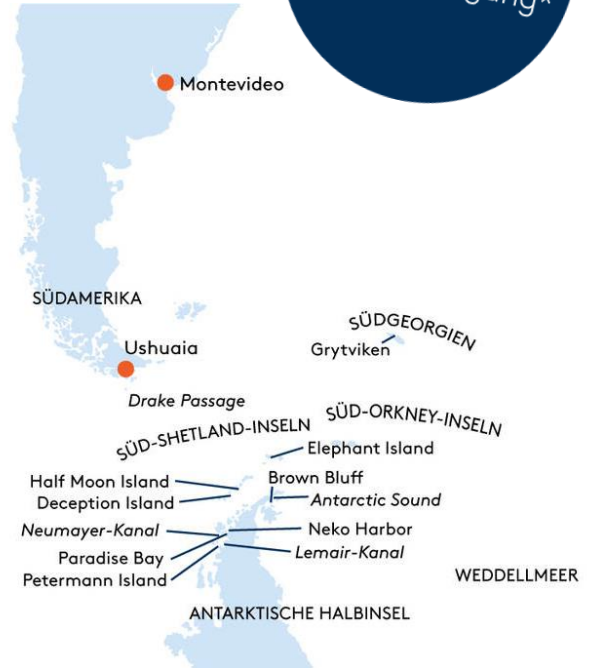 Montevideo
SÜDAMERIKA
SÜDGEORGIEN
Grytviken
Ushuaia
Drake Passage
SÜD-ORKNEY-INSELN
SÜD-SHETLAND-INSELN
Elephant Island
Half Moon Island
Brown Bluff
Deception Island
Antarctic Sound
Neumayer-Kanal
Neko Harbor
Paradise Bay
Lemair-Kanal
Petermann Island
WEDDELLMEER
ANTARKTISCHE HALBINSEL